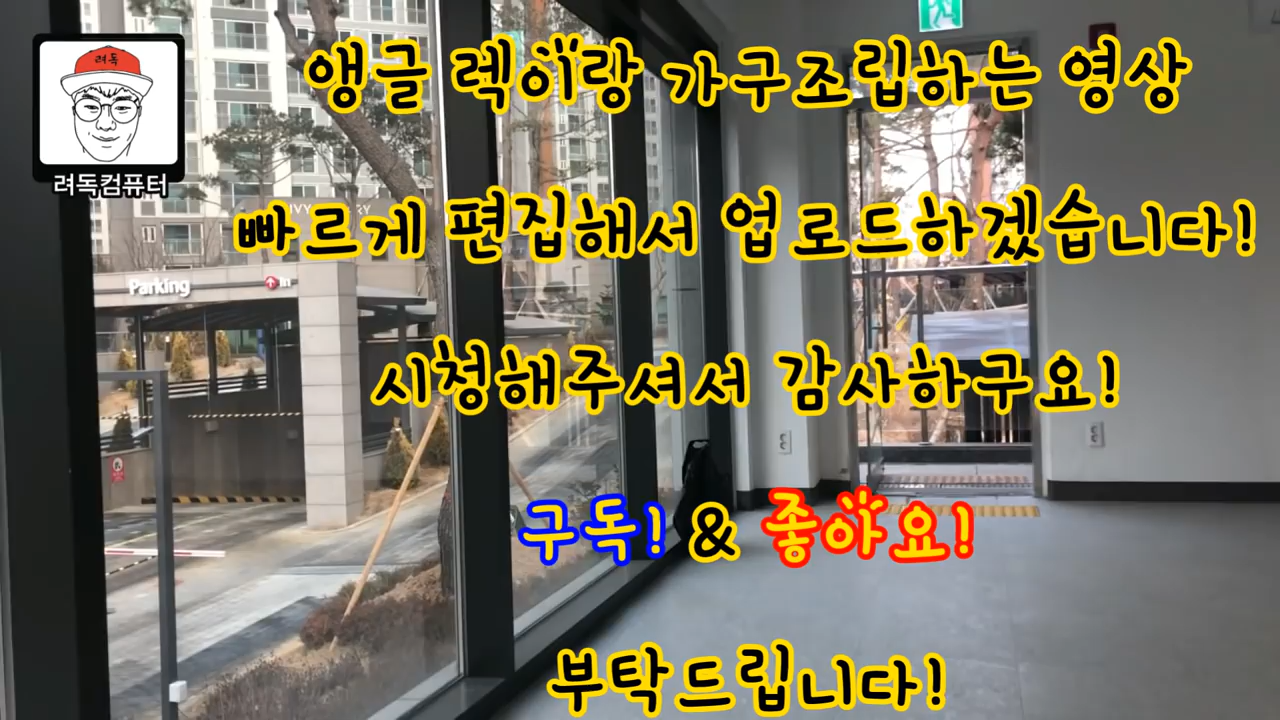 려독
려독컴퓨터
앵글 렉이랑 가구조립하는 영상
빠르게 편집해서 업로드하겠습니다!
Parking
In
시청해주셔서 감사하구요!
구독! & 좋아요!
부탁드립니다!